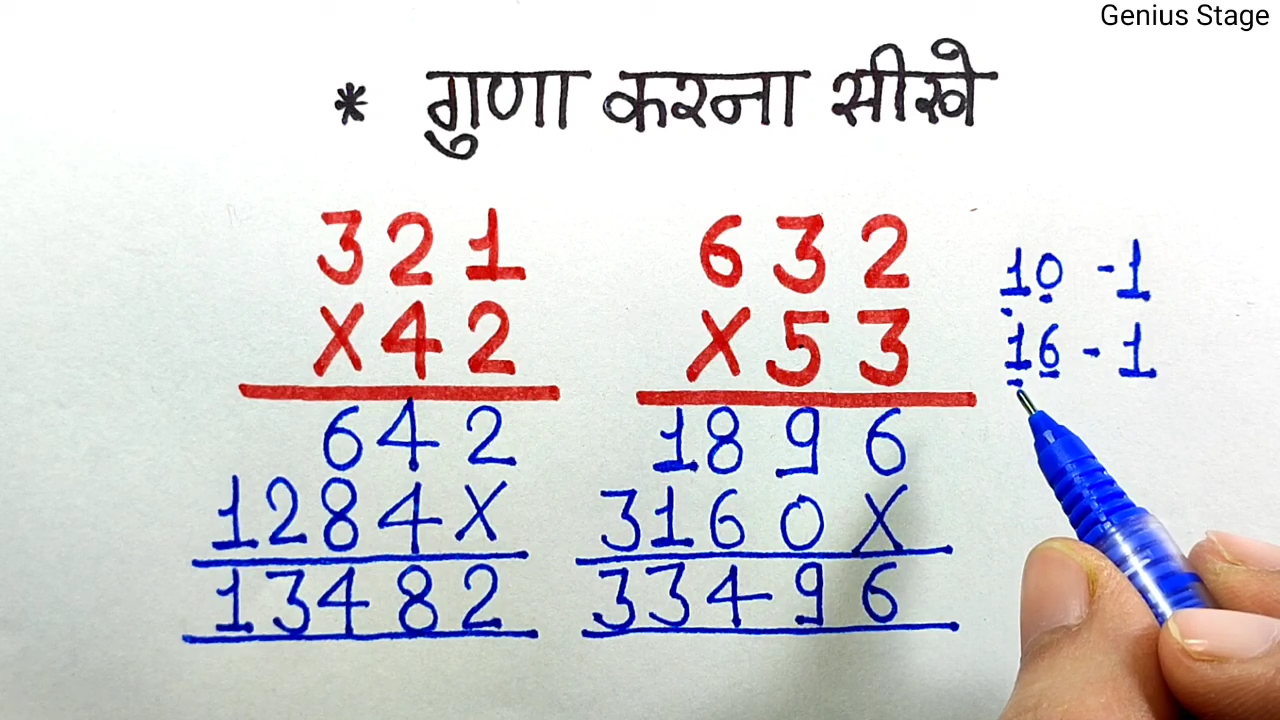 Genius Stage
* गुणा करना सीखे
321
X42
642
1284X
13482
632
X53
1896
3160X
33496
10 - 1
16 - 1